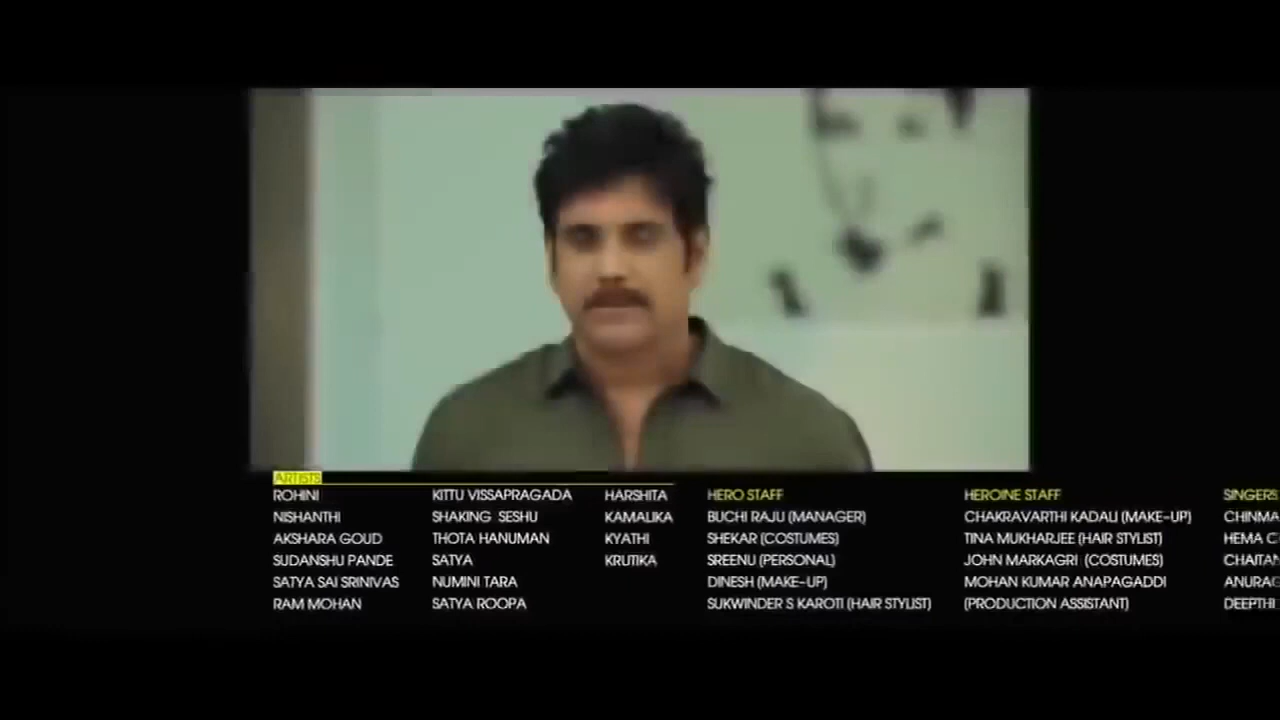 ARTISTS
ROHINI
NISHANTHI
AKSHARA GOUD
SUDANSHU PANDE
SATYA SAI SRINIVAS
RAM MOHAN
KITTU VISSAPRAGADA
SHAKING SESHU
THOTA HANUMAN
SATYA
NUMINI TARA
SATYA ROOPA
HARSHITA
KAMALIKA
KYATHI
KRUTIKA
HERO STAFF
BUCHI RAJU (MANAGER)
SHEKAR (COSTUMES)
SREENU (PERSONAL)
DINESH (MAKE-UP)
SUKWINDER S KAROTI (HAIR STYLIST)
HEROINE STAFF
CHAKRAVARTHI KADALI (MAKE-UP)
TINA MUKHARJEE (HAIR STYLIST)
JOHN MARKAGRI (COSTUMES)
MOHAN KUMAR ANAPAGADDI
(PRODUCTION ASSISTANT)
SINGERS
HEMA
DEEPTHI